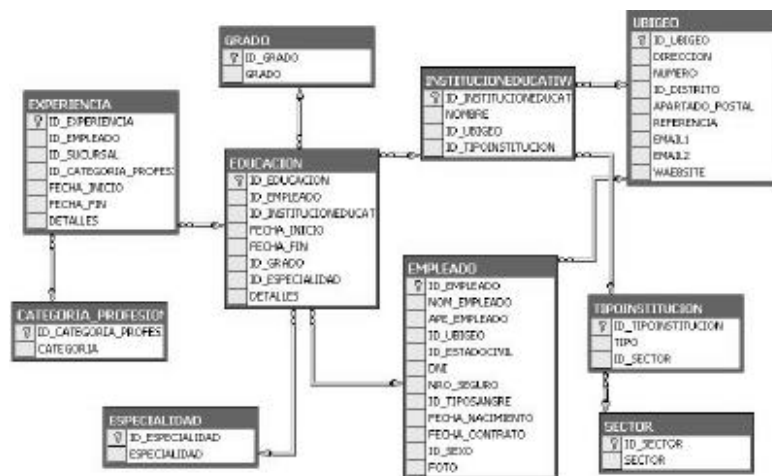 GRADO
ID_GRADO
GRADO
EXPERIENCIA
ID_EXPERIENCIA
ID_EMPLEADO
ID_SUCURSAL
ID_CATEGORIA_PROFES
FECHA_INICIO
FECHA_FIN
DETALLES
CATEGORIA_PROFESION
ID_CATEGORIA_PROFES
CATEGORIA
EDUCACION
ID_EDUCACION
ID_EMPLEADO
ID_INSTITUCIONEDUCAT
FECHA_INICIO
FECHA_FIN
ID_GRADO
ID_ESPECIALIDAD
DETALLES
ESPECIALIDAD
ID_ESPECIALIDAD
ESPECIALIDAD
INSTITUCIONEDUCATIVA
ID_INSTITUCIONEDUCAT
NOMBRE
ID_UBIGEO
ID_TIPOINSTITUCION
EMPLEADO
ID_EMPLEADO
NOM_EMPLEADO
APE_EMPLEADO
ID_UBIGEO
ID_ESTADOCIVIL
DNI
NRO_SEGURO
ID_TIPOSANGRE
FECHA_NACIMIENTO
FECHA_CONTRATO
ID_SEXO
FOTO
UBIGEO
ID_UBIGEO
DIRECCION
NUMERO
ID_DISTRITO
APARTADO_POSTAL
REFERENCIA
EMAIL1
EMAIL2
WAEBSITE
TIPOINSTITUCION
ID_TIPOINSTITUCION
TIPO
ID_SECTOR
SECTOR
ID_SECTOR
SECTOR